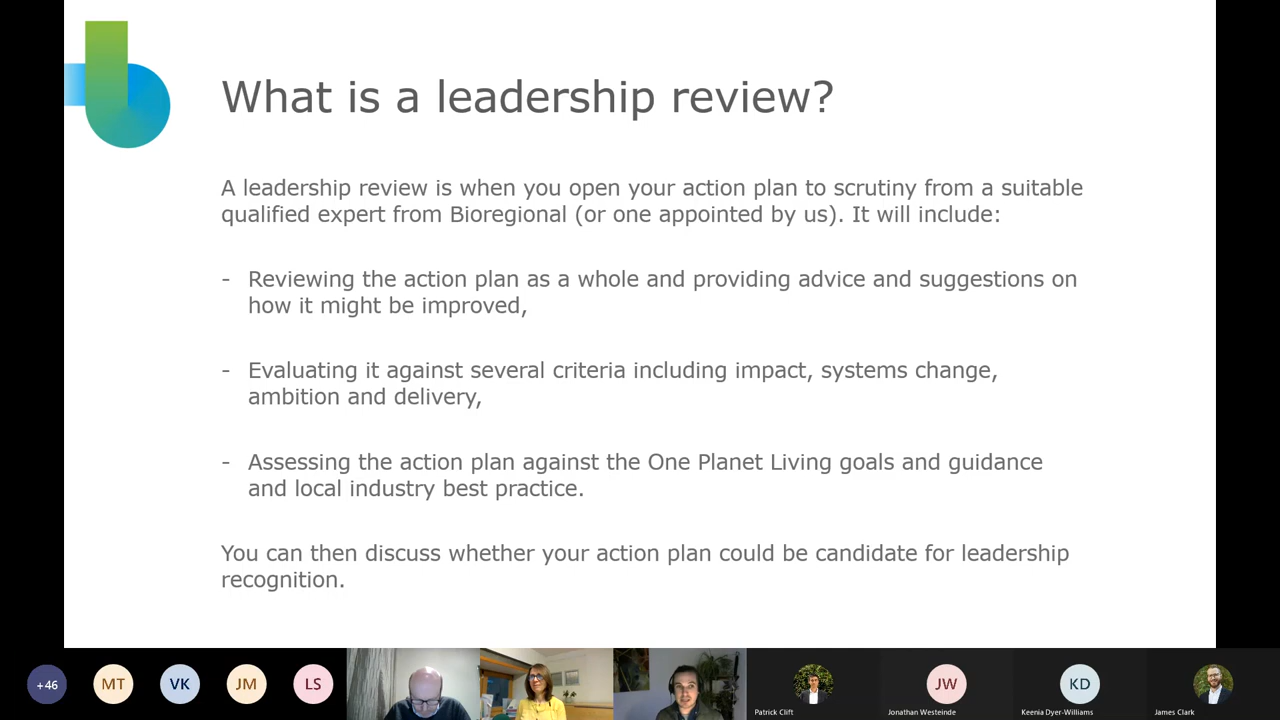 What is a leadership review?
A leadership review is when you open your action plan to scrutiny from a suitable
qualified expert from Bioregional (or one appointed by us). It will include:
- Reviewing the action plan as a whole and providing advice and suggestions on
how it might be improved,
- Evaluating it against several criteria including impact, systems change,
ambition and delivery,
- Assessing the action plan against the One Planet Living goals and guidance
and local industry best practice.
You can then discuss whether your action plan could be candidate for leadership
recognition.
+46
MT
VK
JM
LS
JW
KD
Patrick Clift
Jonathan Westeinde
Keenia Dyer-Williams
James Clark